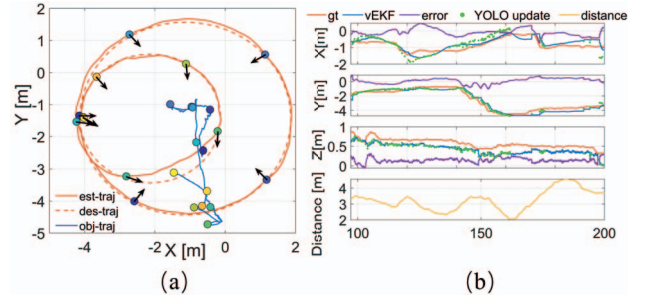 gt vEKF error YOLO update distance
2
1
0
-1
-2
-3
-4
-5
Y [m]
est-traj
des-traj
obj-traj
-4 -2 0 2
X [m]
(a)
X[m]
0
-2
Y[m]
0
-2
-4
Z[m]
1
0.5
0
Distance [m]
4
3
2
100 150 200
(b)